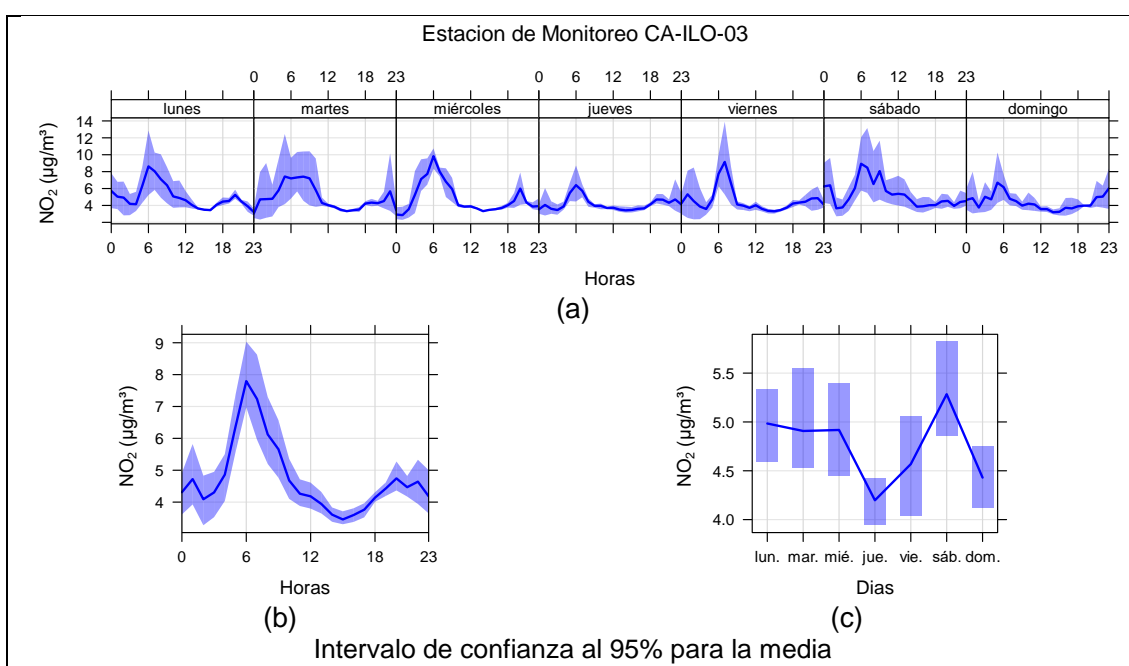 Estacion de Monitoreo CA-ILO-03
0 6 12 18 23 0 6 12 18 23 0 6 12 18 23
lunes martes miércoles jueves viernes sábado domingo
14
12
10
8
6
4
NO₂ (µg/m³)
0 6 12 18 23 0 6 12 18 23 0 6 12 18 23 0 6 12 18 23
Horas
(a)
9
8
7
6
5
4
NO₂ (µg/m³)
0 6 12 18 23
Horas
(b)
5.5
5.0
4.5
4.0
NO₂ (µg/m³)
lun. mar. mié. jue. vie. sáb. dom.
Dias
(c)
Intervalo de confianza al 95% para la media